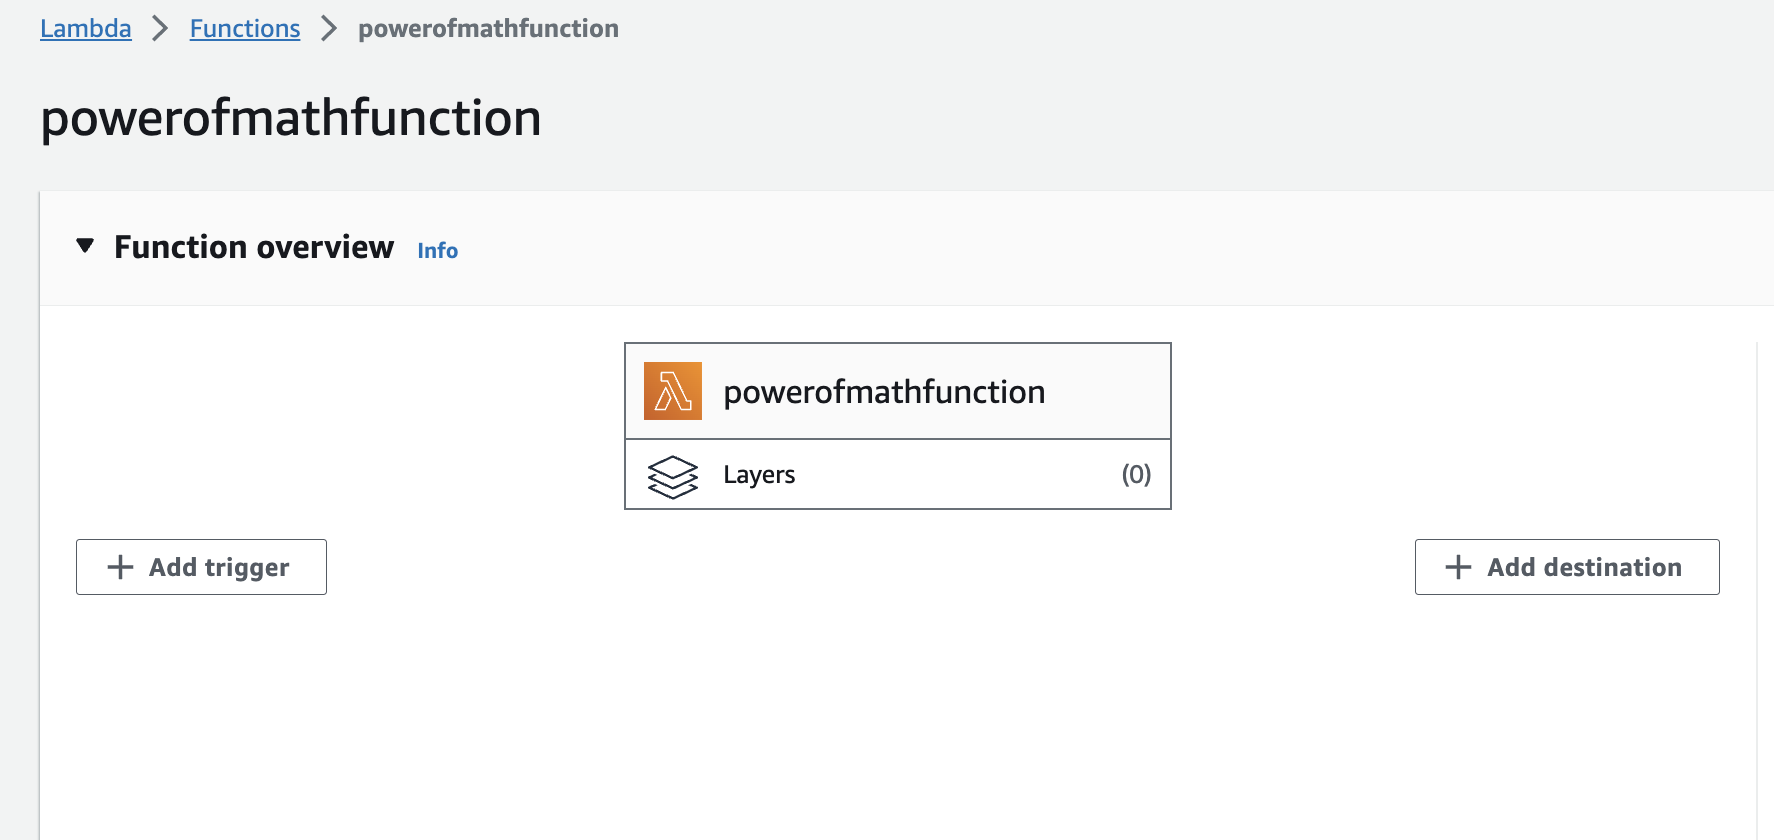 Lambda > Functions > powerofmathfunction
powerofmathfunction
Function overview Info
powerofmathfunction
Layers (0)
+ Add trigger
+ Add destination